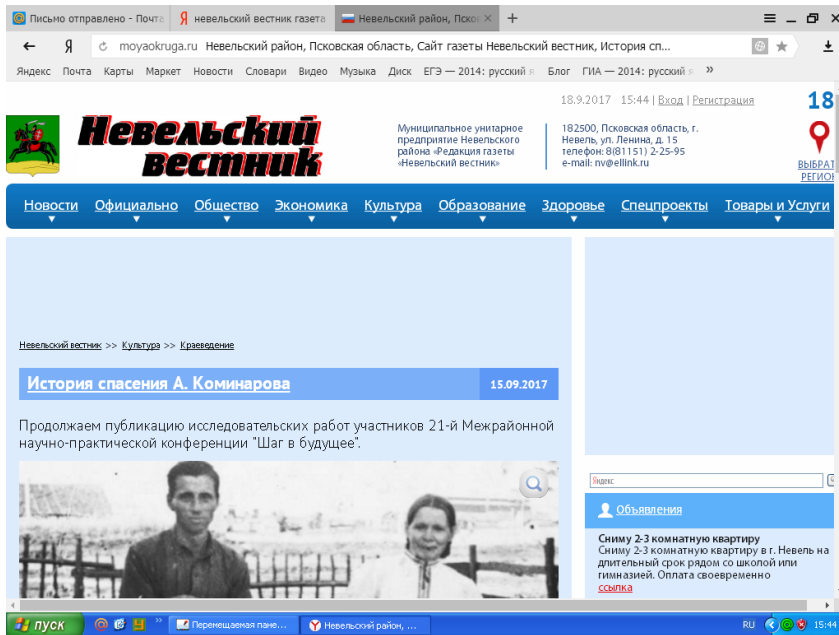 Письмо отправлено - Почта
невельский вестник газета
Невельский район, Псков
Я
moyaokruga.ru Невельский район, Псковская область, Сайт газеты Невельский вестник, История сп...
Яндекс Почта Карты Маркет Новости Словари Видео Музыка Диск ЕГЭ — 2014: русский я Блог ГИА — 2014: русский я »
18.9.2017 15:44 | Вход | Регистрация
18
Невельский
вестник
Муниципальное унитарное
предприятие Невельского
района «Редакция газеты
«Невельский вестник»
182500, Псковская область, г.
Невель, ул. Ленина, д. 15
телефон: 8(81151) 2-25-95
e-mail: nv@ellink.ru
ВЫБРАТ
РЕГИОН
Новости Официально Общество Экономика Культура Образование Здоровье Спецпроекты Товары и Услуги
Невельский вестник >> Культура >> Краеведение
История спасения А. Коминарова
15.09.2017
Продолжаем публикацию исследовательских работ участников 21-й Межрайонной
научно-практической конференции "Шаг в будущее".
Яндекс
Объявления
Сниму 2-3 комнатную квартиру
Сниму 2-3 комнатную квартиру в г. Невель на
длительный срок рядом со школой или
гимназией. Оплата своевременно
ссылка
пуск
Перемещаемая пане...
Невельский район, ...
RU
15:44